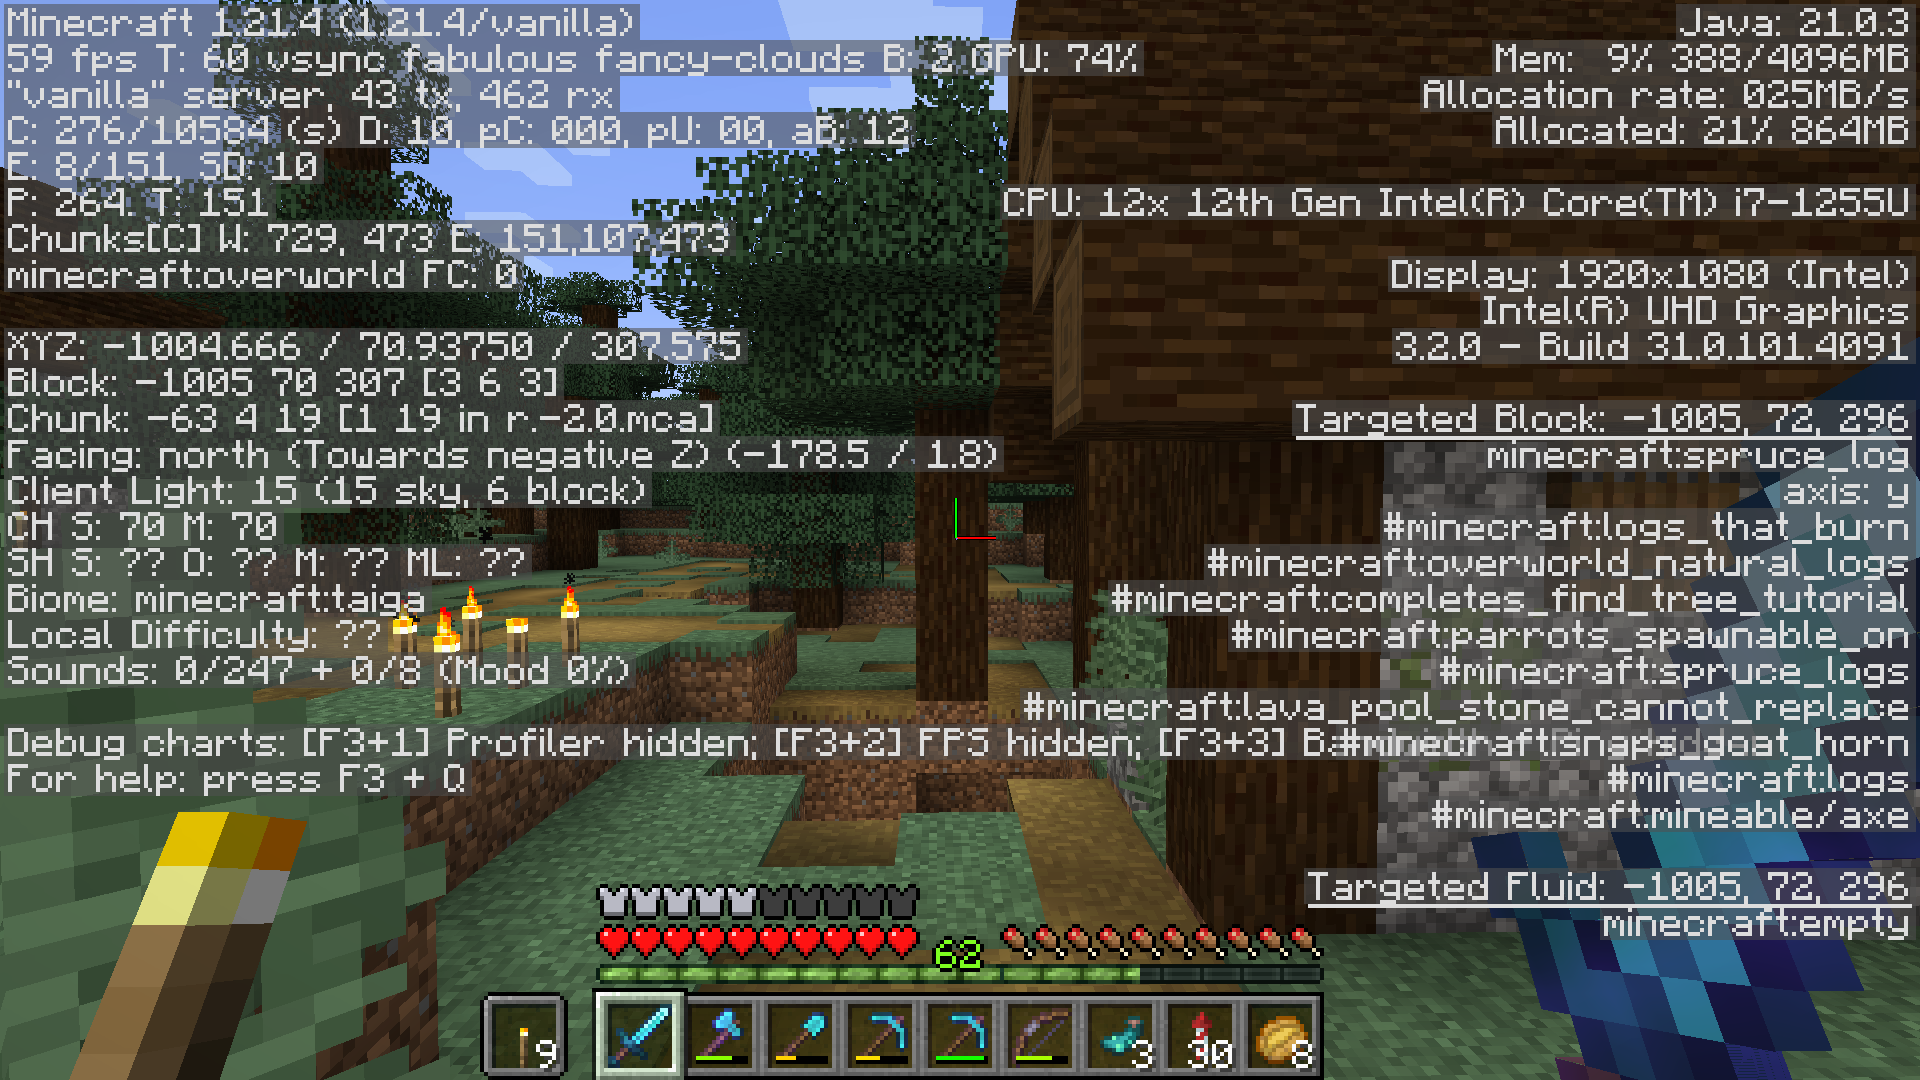 Minecraft 1.21.4 (1.21.4/vanilla)
59 fps T: 60 vsync fabulous fancy-clouds B: 2 GPU: 74%
"vanilla" server, 43 tx, 462 rx
C: 276/10584 (s) D: 10, pC: 000, pU: 00, aB: 12
E: 8/151, SD: 10
P: 264. T: 151
Chunks[C] W: 729, 473 E: 151,107,473
minecraft:overworld FC: 0
XYZ: -1004.666 / 70.93750 / 307.575
Block: -1005 70 307 [3 6 3]
Chunk: -63 4 19 [1 19 in r.-2.0.mca]
Facing: north (Towards negative Z) (-178.5 / 1.8)
Client Light: 15 (15 sky, 6 block)
CH S: 70 M: 70
SH S: ?? O: ?? M: ?? ML: ??
Biome: minecraft:taiga
Local Difficulty: ??
Sounds: 0/247 + 0/8 (Mood 0%)
Debug charts: [F3+1] Profiler hidden; [F3+2] FPS hidden; [F3+3]
For help: press F3 + Q
Java: 21.0.3
Mem: 9% 388/4096MB
Allocation rate: 025MB/s
Allocated: 21% 864MB
CPU: 12x 12th Gen Intel(R) Core(TM) i7-1255U
Display: 1920x1080 (Intel)
Intel(R) UHD Graphics
3.2.0 - Build 31.0.101.4091
Targeted Block: -1005, 72, 296
minecraft:spruce_log
axis: y
#minecraft:logs_that_burn
#minecraft:overworld_natural_logs
#minecraft:completes_find_tree_tutorial
#minecraft:parrots_spawnable_on
#minecraft:spruce_logs
#minecraft:lava_pool_stone_cannot_replace
#minecraft:snaps_goat_horn
#minecraft:logs
#minecraft:mineable/axe
Targeted Fluid: -1005, 72, 296
minecraft:empty
62
9
3
30
8